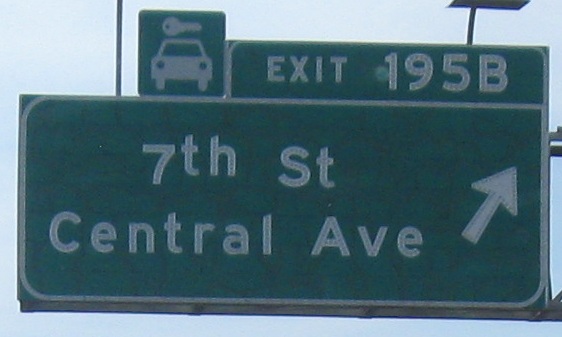 EXIT 195B
7th St
Central Ave